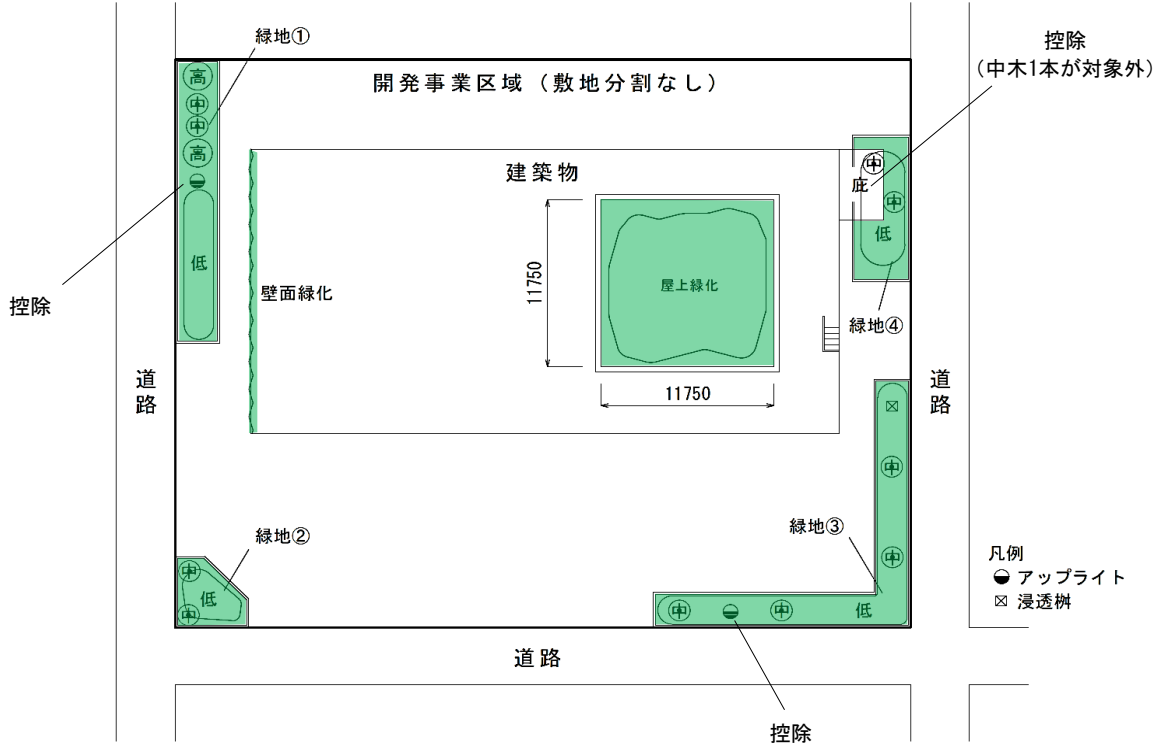 緑地①
控除
（中木1本が対象外）
開発事業区域（敷地分割なし）
高
中
中
高
低
建築物
中
庇
中
低
控除
壁面緑化
11750
屋上緑化
11750
緑地④
道路
道路
中
中
緑地②
緑地③
中
低
中
中
中
低
凡例
アップライト
浸透桝
道路
控除